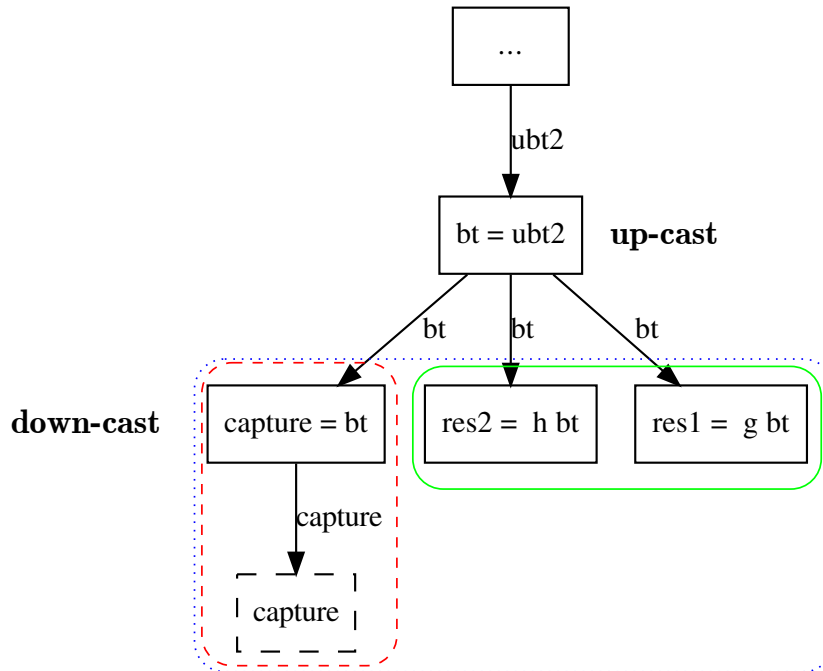 ...
ubt2
bt = ubt2
up-cast
bt
bt
bt
down-cast
capture = bt
res2 =  h bt
res1 =  g bt
capture
capture